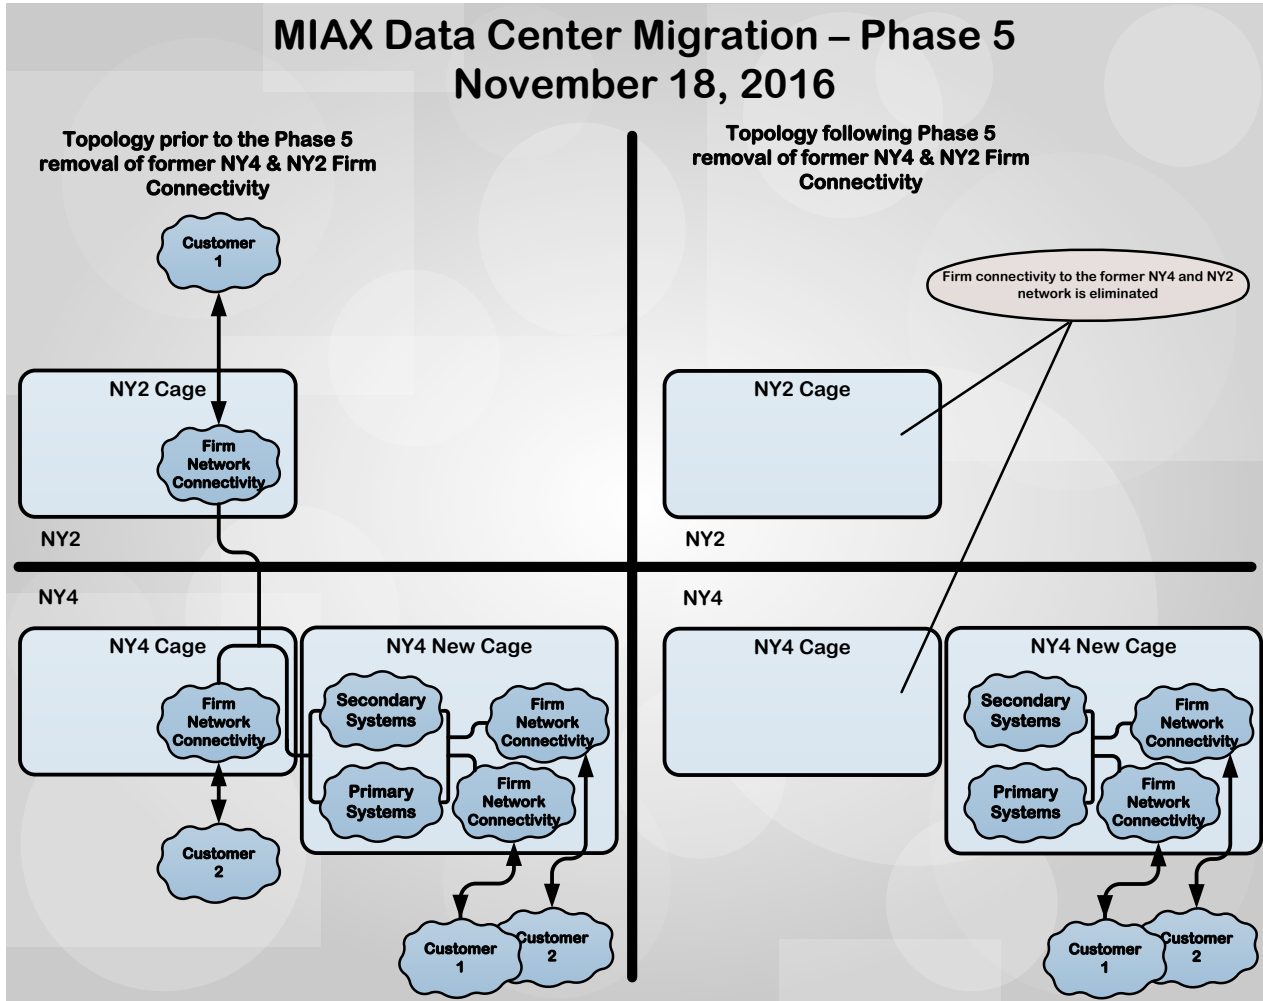 MIAX Data Center Migration – Phase 5
November 18, 2016
Topology prior to the Phase 5
removal of former NY4 & NY2 Firm
Connectivity
Customer
1
NY2 Cage
Firm
Network
Connectivity
NY2
NY4
NY4 Cage
Firm
Network
Connectivity
Customer
2
NY4 New Cage
Secondary
Systems
Firm
Network
Connectivity
Primary
Systems
Firm
Network
Connectivity
Customer
1
Customer
2
Topology following Phase 5
removal of former NY4 & NY2 Firm
Connectivity
Firm connectivity to the former NY4 and NY2
network is eliminated
NY2 Cage
NY2
NY4
NY4 Cage
NY4 New Cage
Secondary
Systems
Firm
Network
Connectivity
Primary
Systems
Firm
Network
Connectivity
Customer
1
Customer
2